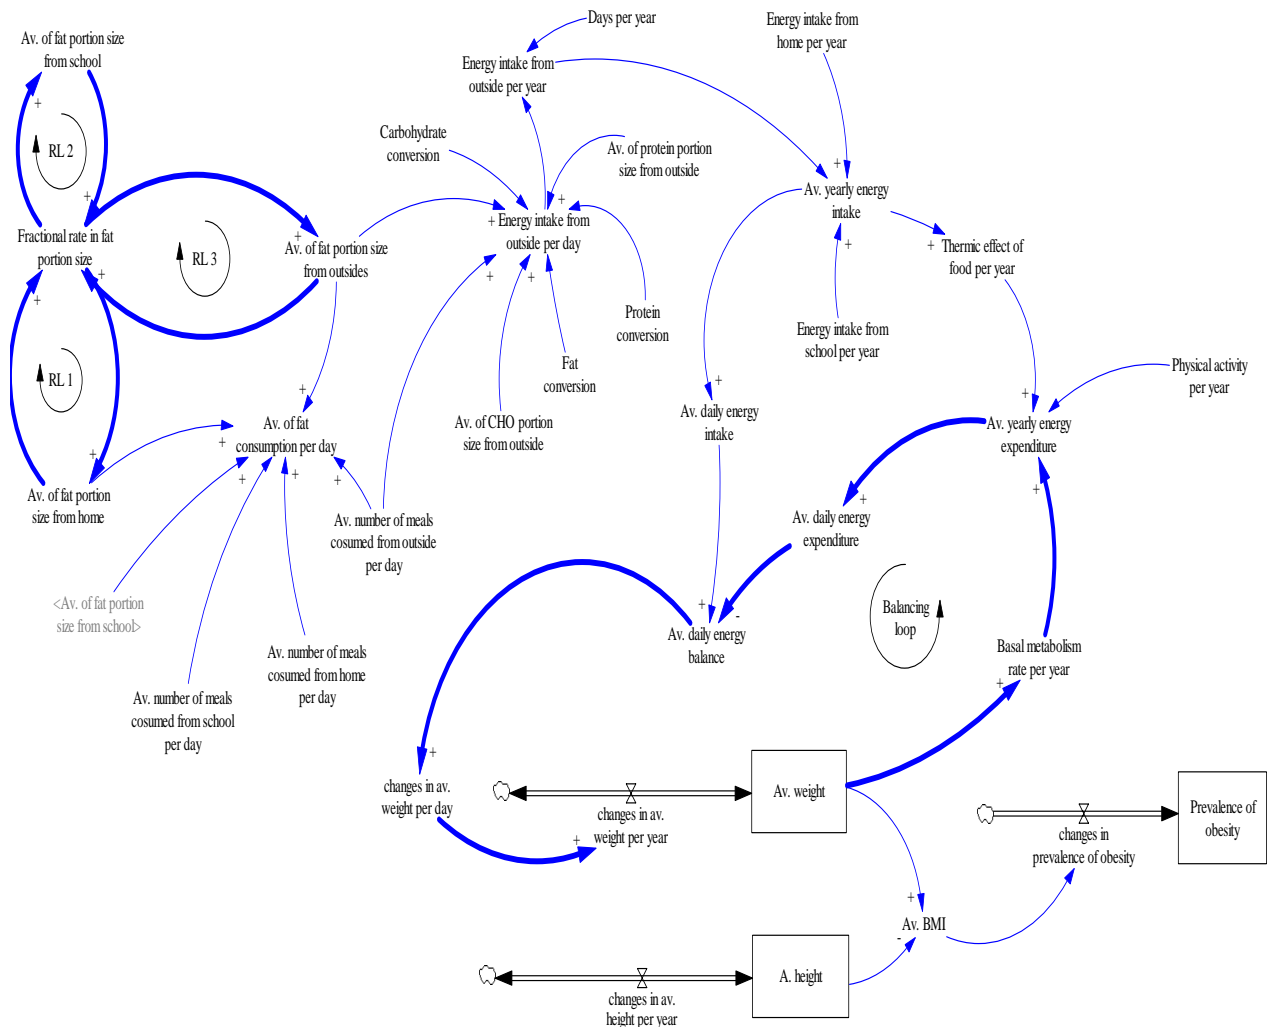 Days per year
Energy intake from
home per year
Av. of fat portion size
from school
Energy intake from
outside per year
+
RL 2
Carbohydrate
conversion
Av. of protein portion
size from outside
+
Av. yearly energy
intake
+
+
Fractional rate in fat
portion size
+
Av. of fat portion size
from outsides
RL 3
+
Energy intake from
outside per day
+
+
Thermic effect of
food per year
+
+
+
+
+
Protein
conversion
Energy intake from
school per year
Fat
conversion
RL 1
Physical activity
per year
+
+
+
Av. of fat
consumption per day
Av. of CHO portion
size from outside
Av. daily energy
intake
Av. yearly energy
expenditure
+
+
+
+
+
+
+
Av. of fat portion
size from home
Av. number of meals
cosumed from outside
per day
Av. daily energy
expenditure
<Av. of fat portion
size from school>
+
-
Av. daily energy
balance
Balancing
loop
Av. number of meals
cosumed from home
per day
Basal metabolism
rate per year
+
Av. number of meals
cosumed from school
per day
+
changes in av.
weight per day
+
changes in av.
weight per year
Av. weight
Prevalence of
obesity
changes in
prevalence of obesity
+
Av. BMI
-
A. height
changes in av.
height per year